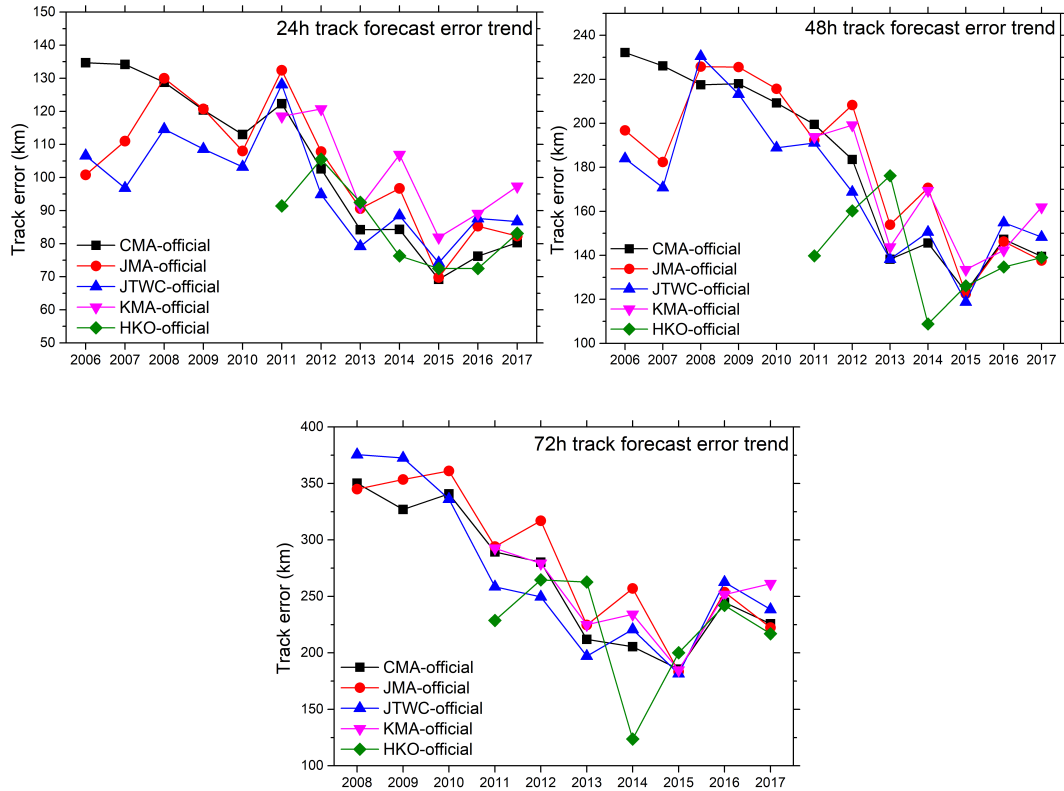 24h track forecast error trend
150
140
130
120
110
100
90
80
70
60
50
Track error (km)
CMA-official
JMA-official
JTWC-official
KMA-official
HKO-official
2006 2007 2008 2009 2010 2011 2012 2013 2014 2015 2016 2017
48h track forecast error trend
240
220
200
180
160
140
120
100
Track error (km)
CMA-official
JMA-official
JTWC-official
KMA-official
HKO-official
2006 2007 2008 2009 2010 2011 2012 2013 2014 2015 2016 2017
72h track forecast error trend
400
350
300
250
200
150
100
Track error (km)
CMA-official
JMA-official
JTWC-official
KMA-official
HKO-official
2008 2009 2010 2011 2012 2013 2014 2015 2016 2017